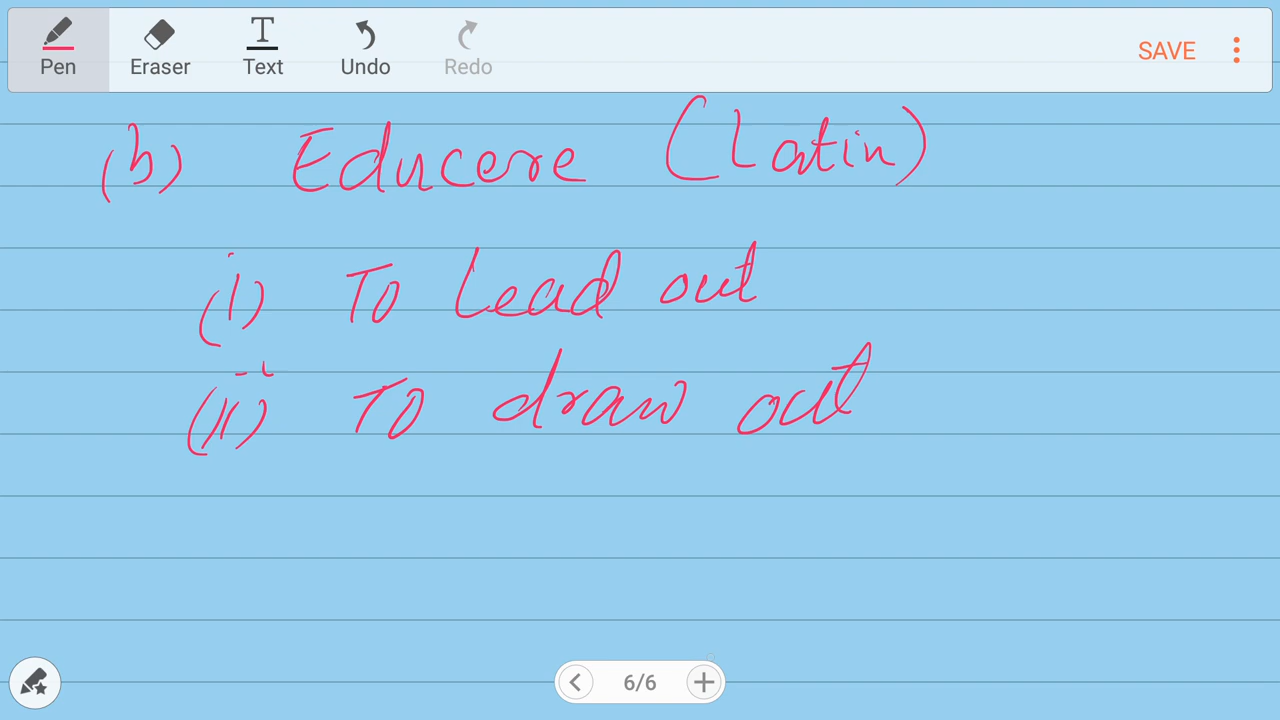 Pen Eraser Text Undo Redo SAVE
(b) Educere (Latin)
(i) To Lead out
(ii) To draw out
6/6